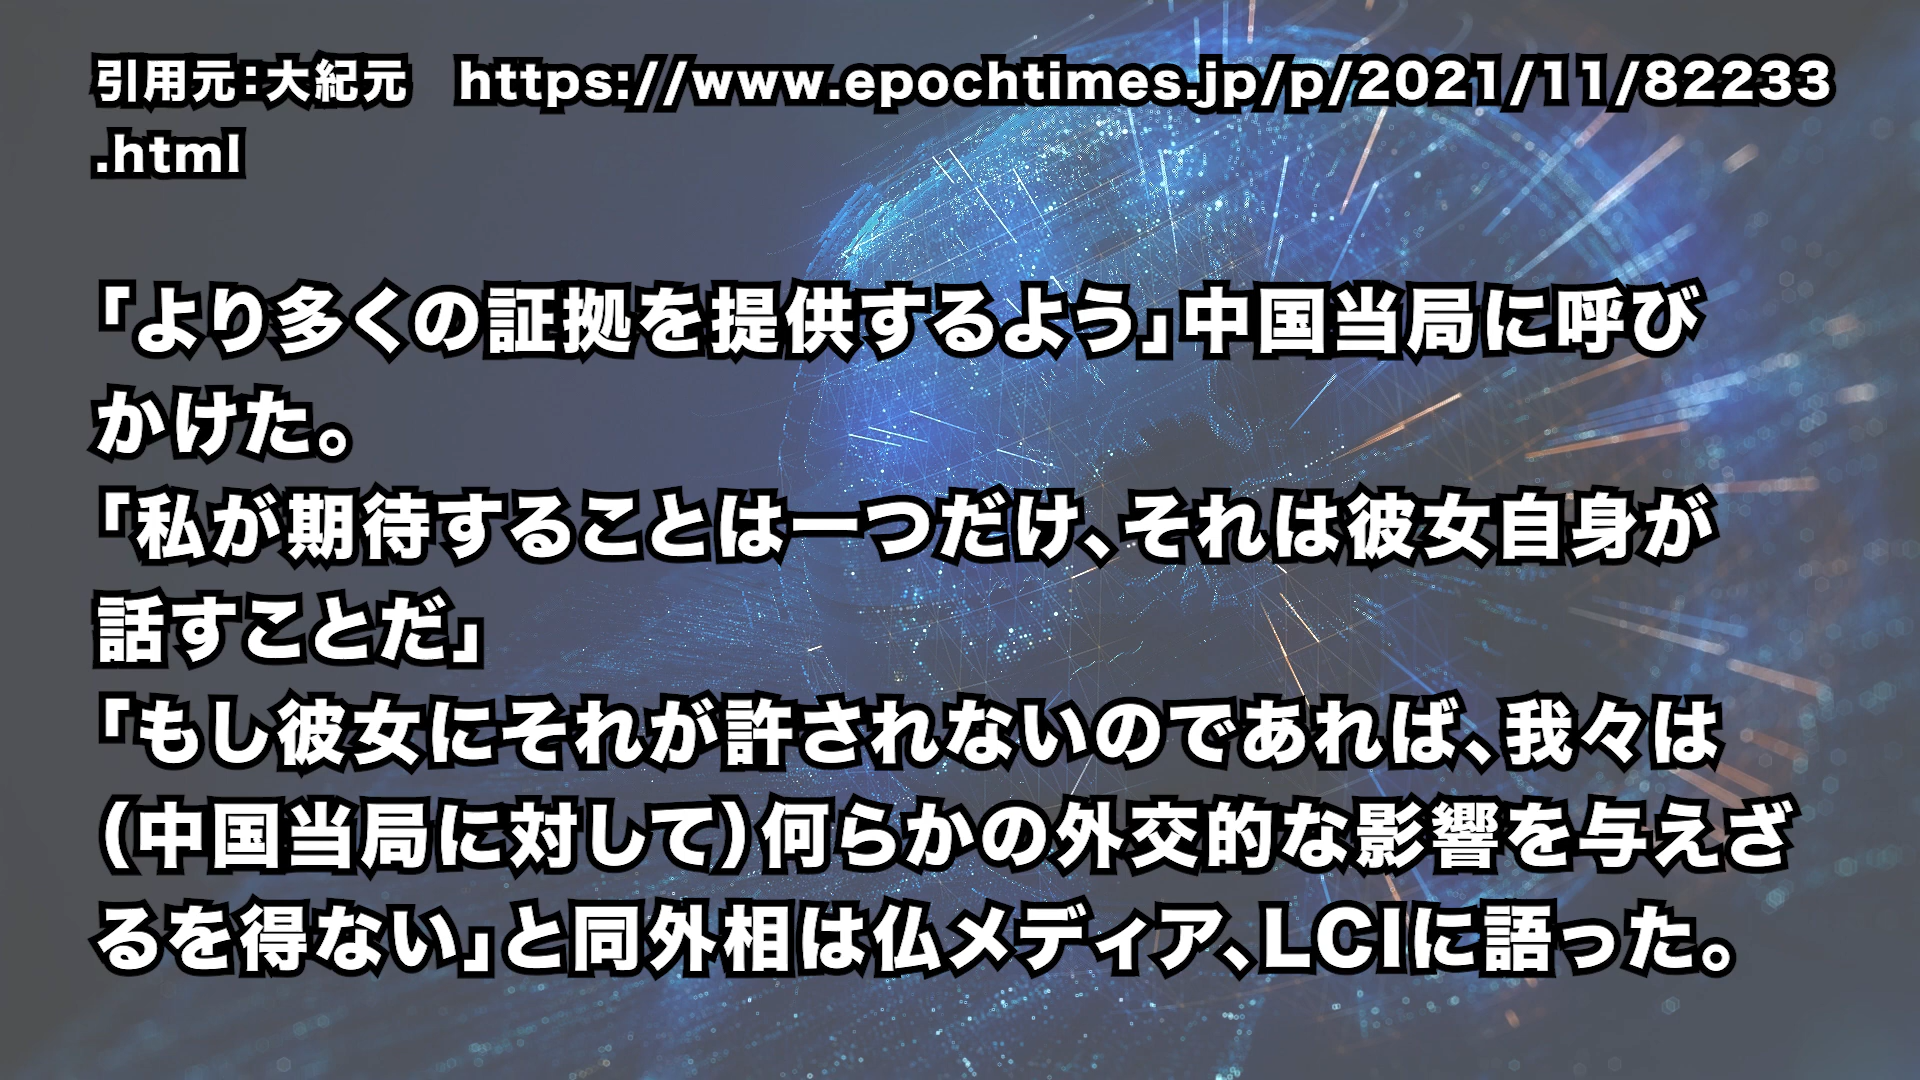 引用元：大紀元　https://www.epochtimes.jp/p/2021/11/82233
.html
「より多くの証拠を提供するよう」中国当局に呼び
かけた。
「私が期待することは一つだけ、それは彼女自身が
話すことだ」
「もし彼女にそれが許されないのであれば、我々は
（中国当局に対して）何らかの外交的な影響を与えざ
るを得ない」と同外相は仏メディア、LCIに語った。